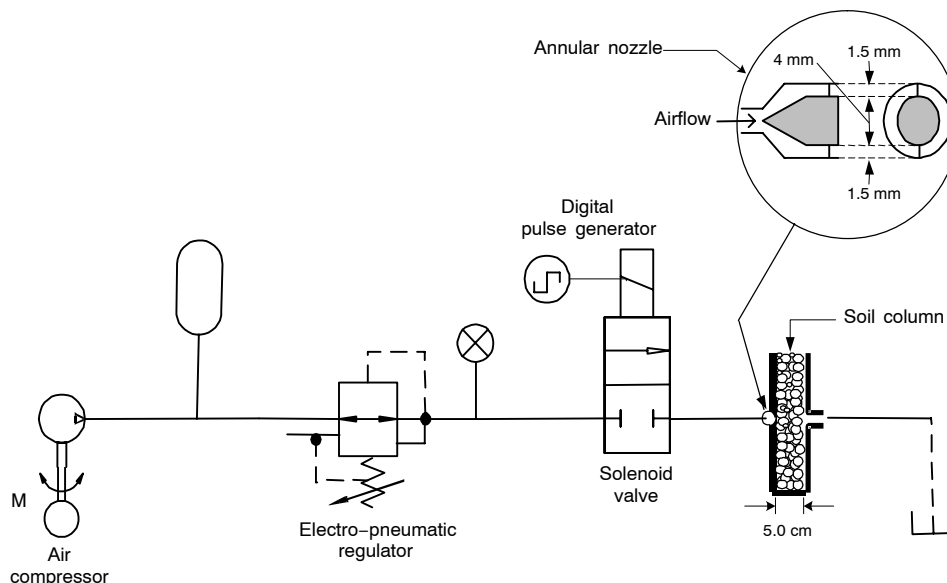 Annular nozzle
1.5 mm
4 mm
Airflow
1.5 mm
Digital
pulse generator
Soil column
M
Solenoid
valve
5.0 cm
Electro-pneumatic
regulator
Air
compressor